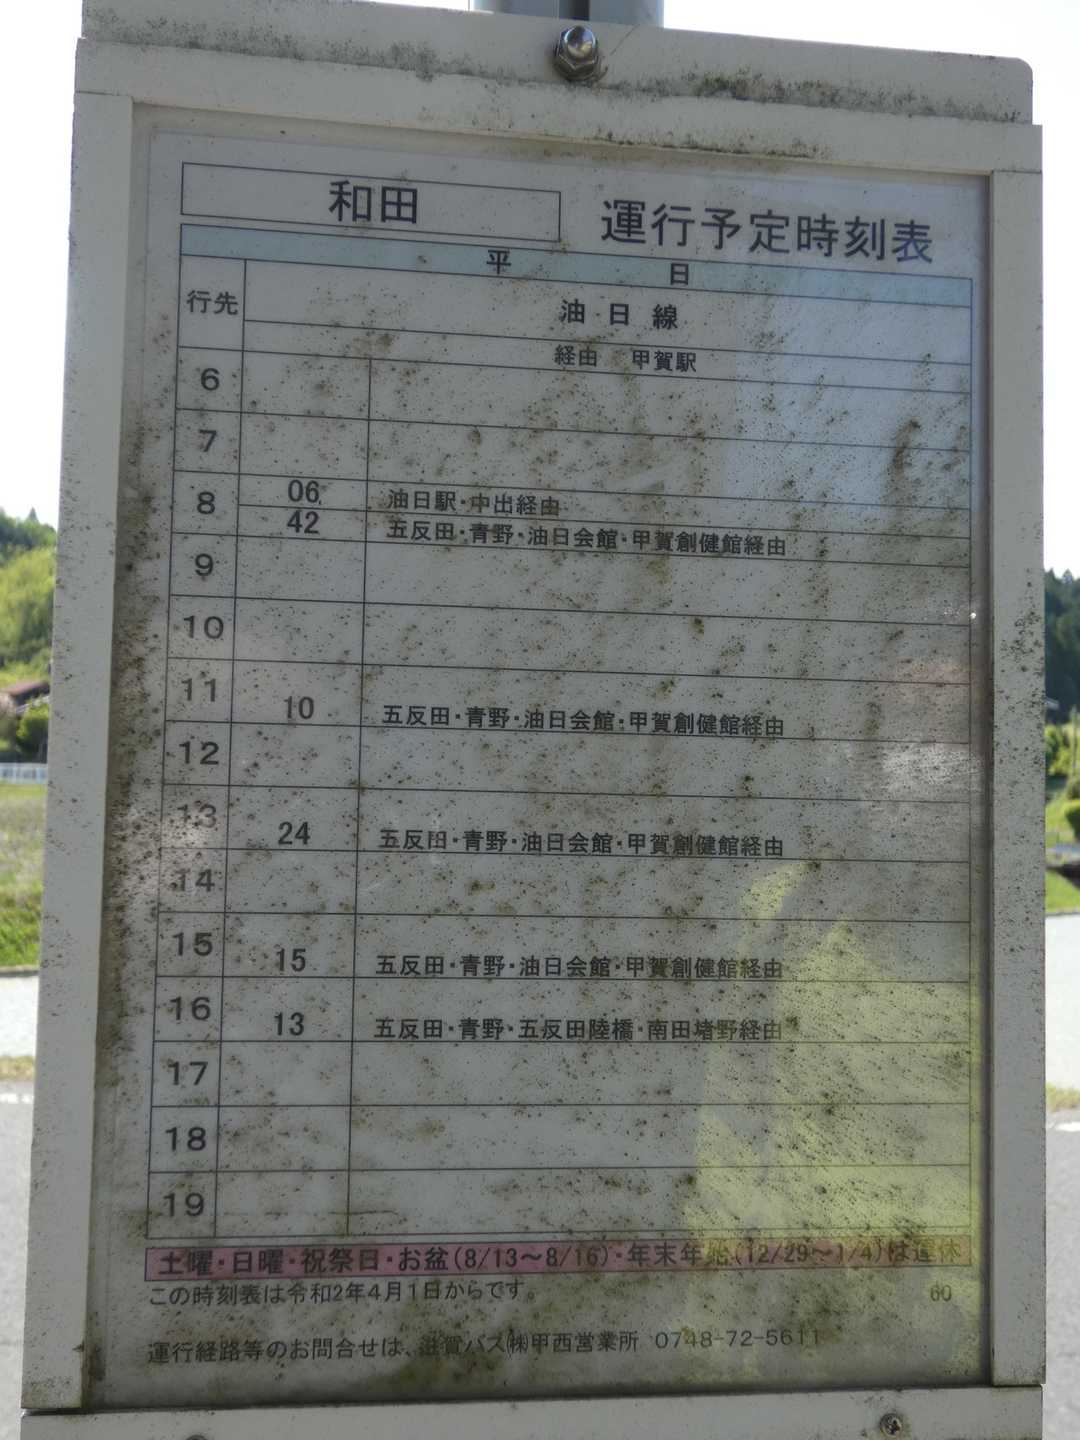 和田 運行予定時刻表
平 日
行先 油日線
経由 甲賀駅
6
7
8 06 油日駅・中出経由
42 五反田・青野・油日会館・甲賀創健館経由
9
10
11 10 五反田・青野・油日会館・甲賀創健館経由
12
13 24 五反田・青野・油日会館・甲賀創健館経由
14
15 15 五反田・青野・油日会館・甲賀創健館経由
16 13 五反田・青野・五反田陸橋・南田堵野経由
17
18
19
土曜・日曜・祝祭日・お盆(8/13～8/16)・年末年始(12/29～1/4)は運休
この時刻表は令和2年4月1日からです。 60
運行経路等のお問合せは、滋賀バス㈱甲西営業所 0748-72-5611